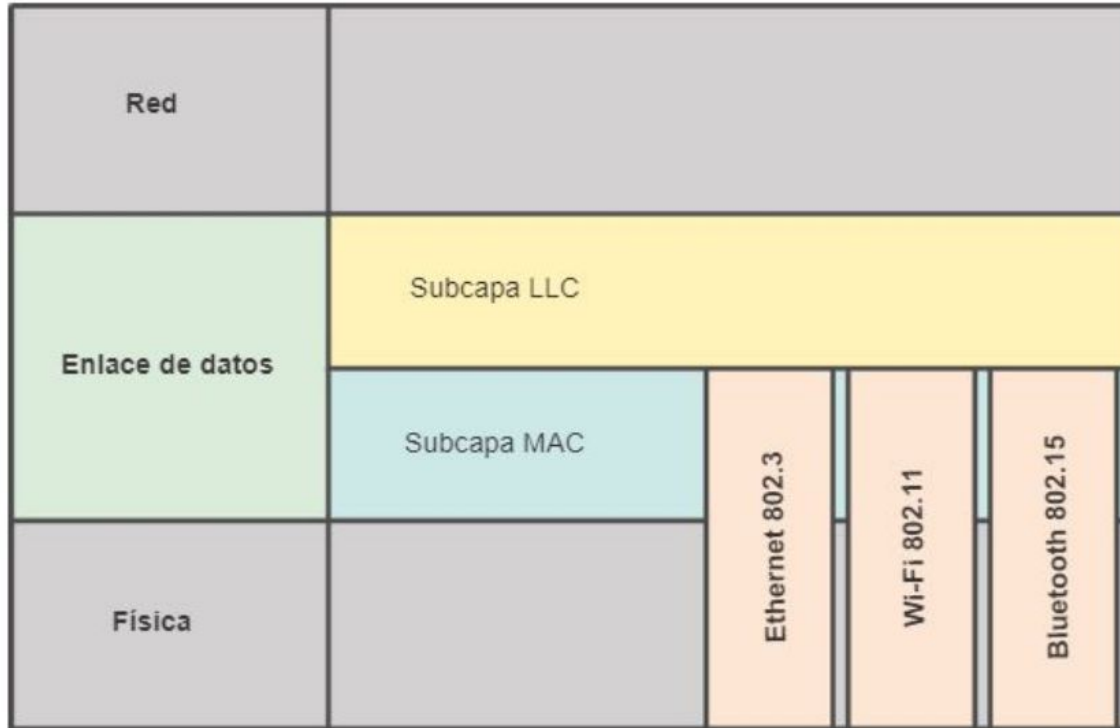 Red
Subcapa LLC
Enlace de datos
Subcapa MAC
Ethernet 802.3
Wi-Fi 802.11
Bluetooth 802.15
Física